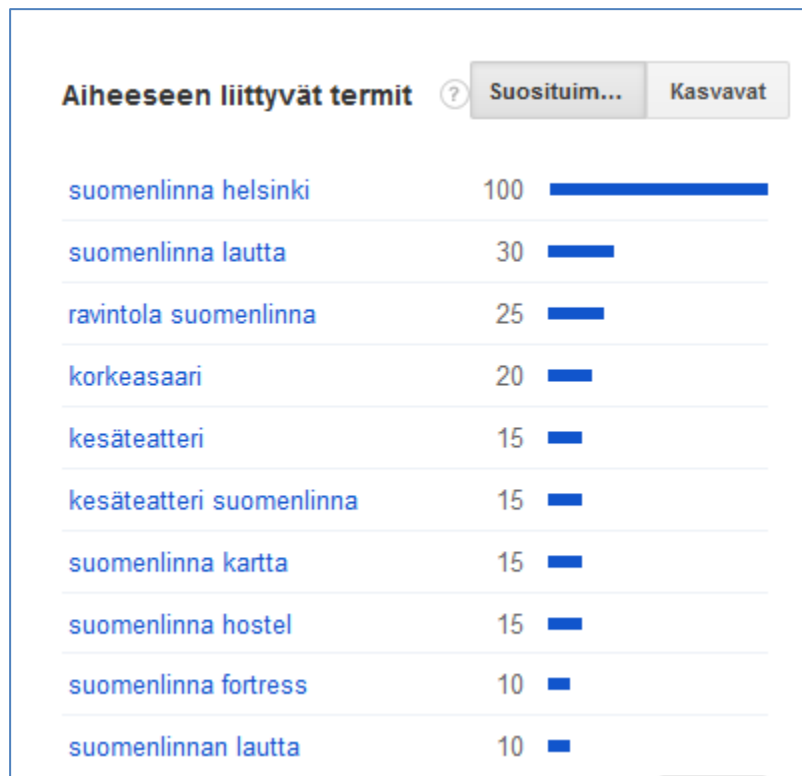 Aiheeseen liittyvät termit ? Suosituim... Kasvavat
suomenlinna helsinki 100
suomenlinna lautta 30
ravintola suomenlinna 25
korkeasaari 20
kesäteatteri 15
kesäteatteri suomenlinna 15
suomenlinna kartta 15
suomenlinna hostel 15
suomenlinna fortress 10
suomenlinnan lautta 10